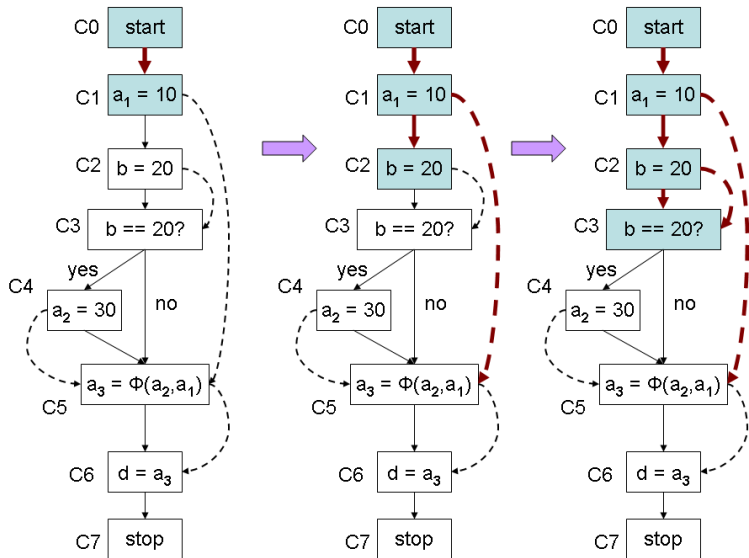 C0 start
C1 a₁ = 10
C2 b = 20
C3 b == 20?
yes
no
C4 a₂ = 30
a₃ = Φ(a₂,a₁)
C5
C6 d = a₃
C7 stop
C0 start
C1 a₁ = 10
C2 b = 20
C3 b == 20?
yes
no
C4 a₂ = 30
a₃ = Φ(a₂,a₁)
C5
C6 d = a₃
C7 stop
C0 start
C1 a₁ = 10
C2 b = 20
C3 b == 20?
yes
no
C4 a₂ = 30
a₃ = Φ(a₂,a₁)
C5
C6 d = a₃
C7 stop